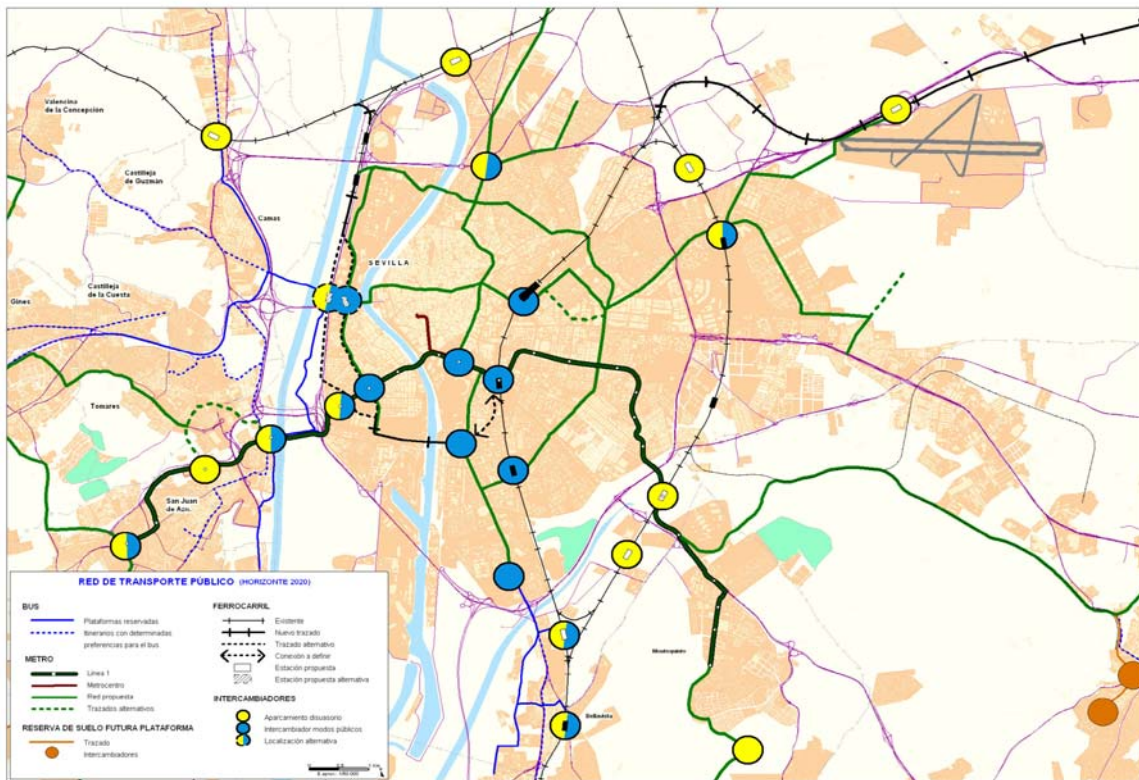 Valencina
de la Concepción
Castilleja
de Guzmán
Camas
SEVILLA
Castilleja
de la Cuesta
Gines
Tomares
San Juan
de Azn.
Montequinto
Bellavista
RED DE TRANSPORTE PÚBLICO (HORIZONTE 2020)
BUS
Plataformas reservadas
Itinerarios con determinadas
preferencias para el bus
METRO
Línea 1
Metrocentro
Red propuesta
Trazados alternativos
RESERVA DE SUELO FUTURA PLATAFORMA
Trazado
Intercambiadores
FERROCARRIL
Existente
Nuevo trazado
Trazado alternativo
Conexión a definir
Estación propuesta
Estación propuesta alternativa
INTERCAMBIADORES
Aparcamiento disuasorio
Intercambiador modos públicos
Localización alternativa